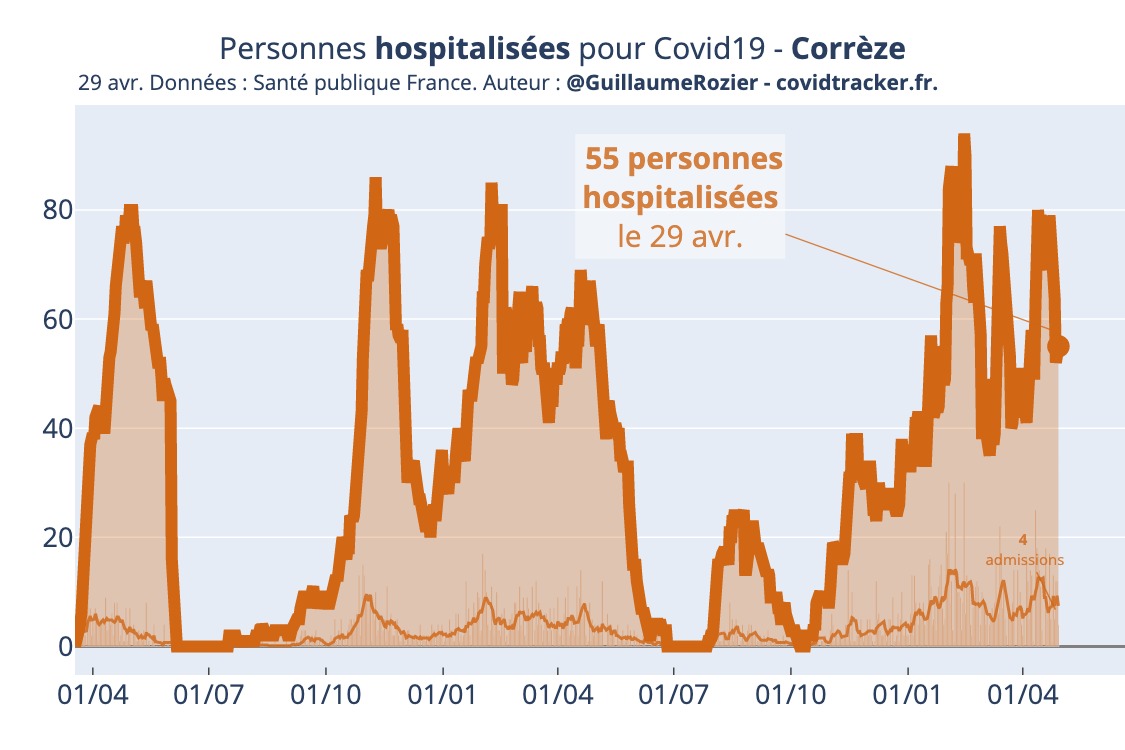 Personnes hospitalisées pour Covid19 - Corrèze
29 avr. Données : Santé publique France. Auteur : @GuillaumeRozier - covidtracker.fr.
55 personnes
hospitalisées
le 29 avr.
80
60
40
20
0
4
admissions
01/04
01/07
01/10
01/01
01/04
01/07
01/10
01/01
01/04